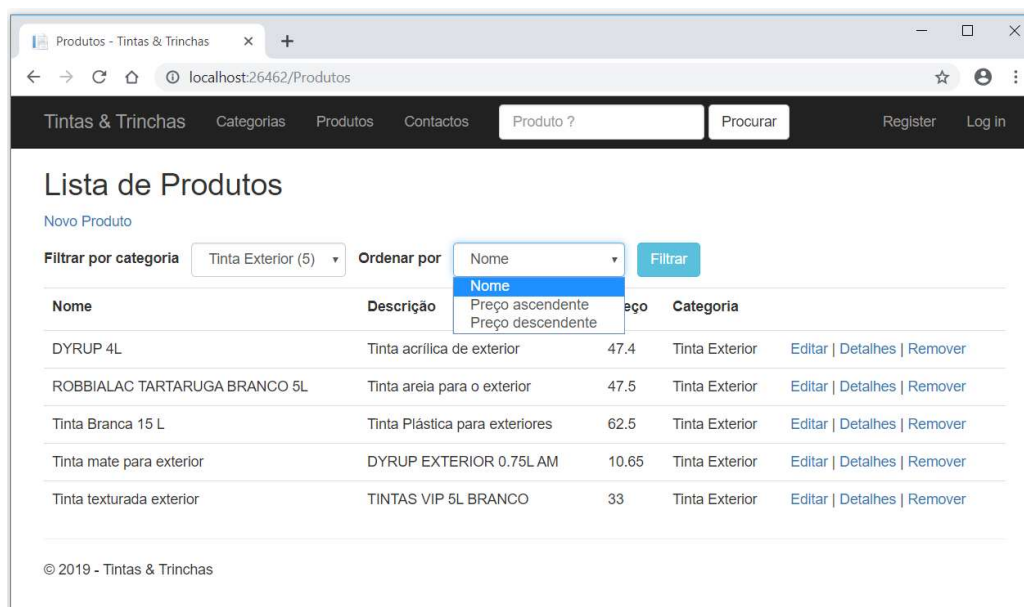 Produtos - Tintas & Trinchas
localhost:26462/Produtos
Tintas & Trinchas Categorias Produtos Contactos Produto ? Procurar Register Log in
Lista de Produtos
Novo Produto
Filtrar por categoria Tinta Exterior (5) Ordenar por Nome Filtrar
Nome
Preço ascendente
Preço descendente
Nome Descrição eço Categoria
DYRUP 4L Tinta acrílica de exterior 47.4 Tinta Exterior Editar | Detalhes | Remover
ROBBIALAC TARTARUGA BRANCO 5L Tinta areia para o exterior 47.5 Tinta Exterior Editar | Detalhes | Remover
Tinta Branca 15 L Tinta Plástica para exteriores 62.5 Tinta Exterior Editar | Detalhes | Remover
Tinta mate para exterior DYRUP EXTERIOR 0.75L AM 10.65 Tinta Exterior Editar | Detalhes | Remover
Tinta texturada exterior TINTAS VIP 5L BRANCO 33 Tinta Exterior Editar | Detalhes | Remover
© 2019 - Tintas & Trinchas